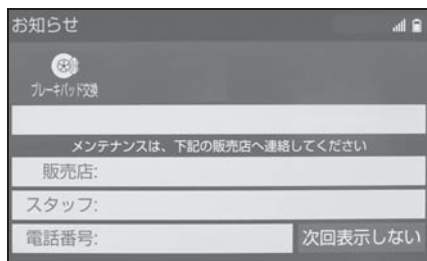 お知らせ
ブレーキパッド交換
メンテナンスは、下記の販売店へ連絡してください
販売店:
スタッフ:
電話番号:
次回表示しない